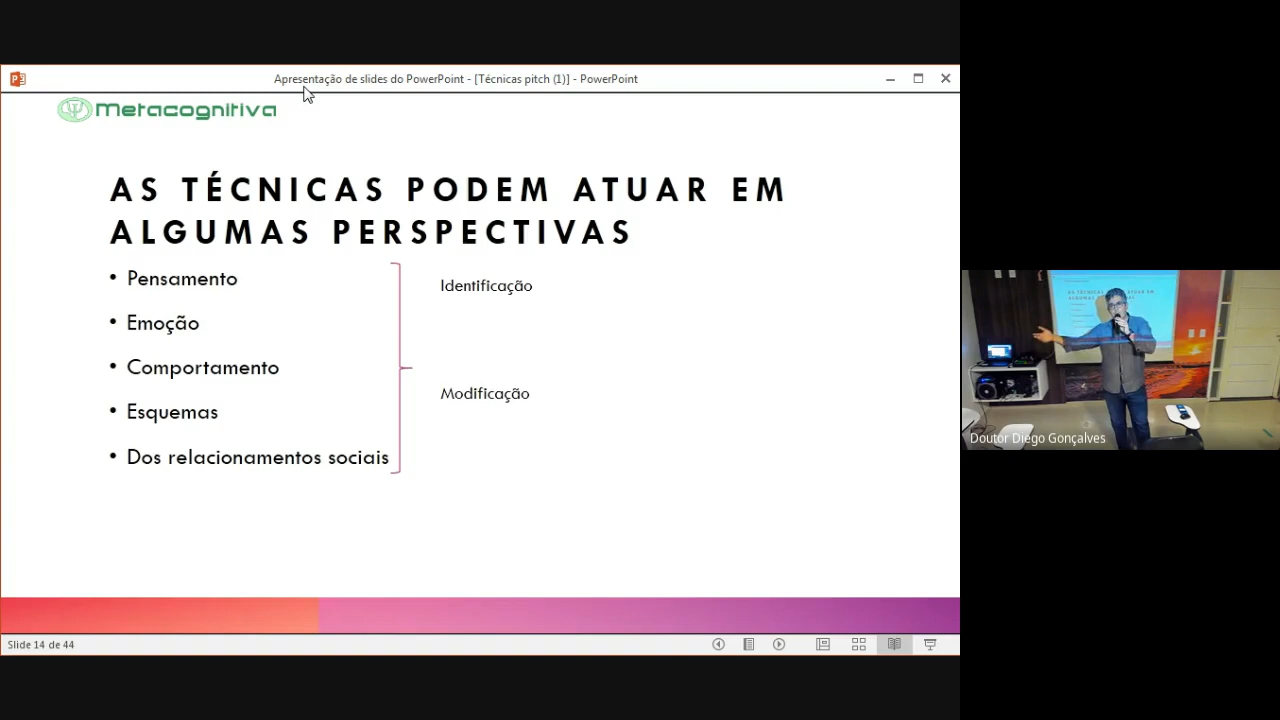 Apresentação de slides do PowerPoint - [Técnicas pitch (1)] - PowerPoint
Metacognitiva
AS TÉCNICAS PODEM ATUAR EM
ALGUMAS PERSPECTIVAS
• Pensamento
• Emoção
• Comportamento
• Esquemas
• Dos relacionamentos sociais
Identificação
Modificação
Slide 14 de 44
Doutor Diego Gonçalves